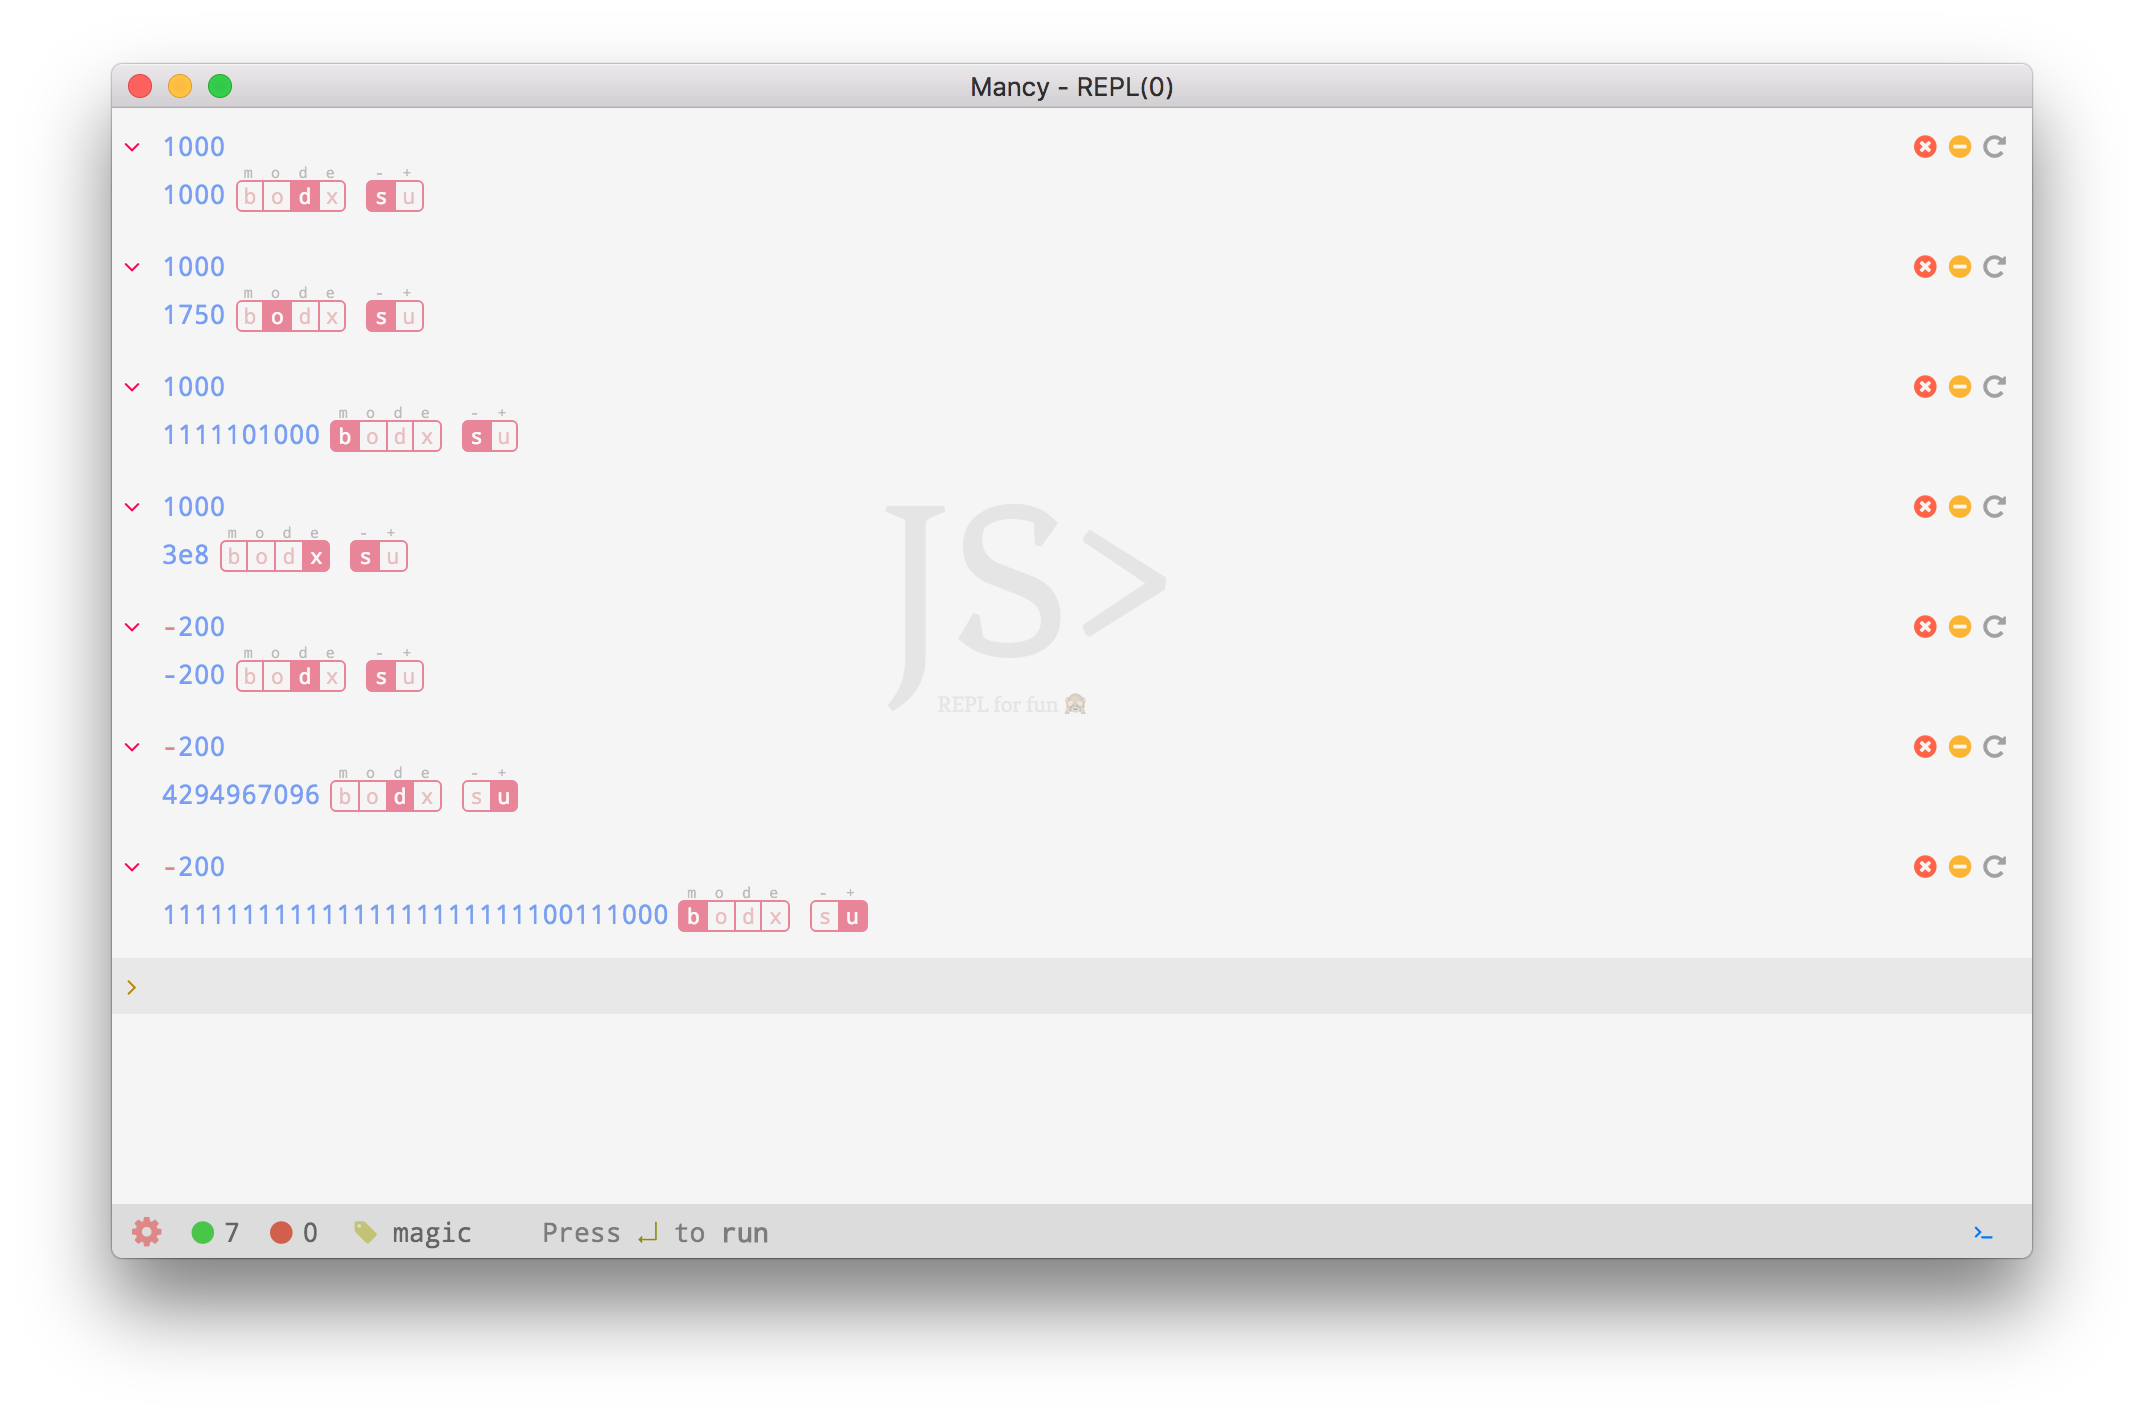 Mancy - REPL(0)
1000
m o d e - +
1000 b o d x s u
1000
m o d e - +
1750 b o d x s u
1000
m o d e - +
1111101000 b o d x s u
1000
m o d e - +
3e8 b o d x s u
-200
m o d e - +
-200 b o d x s u
-200
m o d e - +
4294967096 b o d x s u
-200
m o d e - +
11111111111111111111111100111000 b o d x s u
JS>
REPL for fun 🙈
>
7 0 magic Press ↵ to run >_